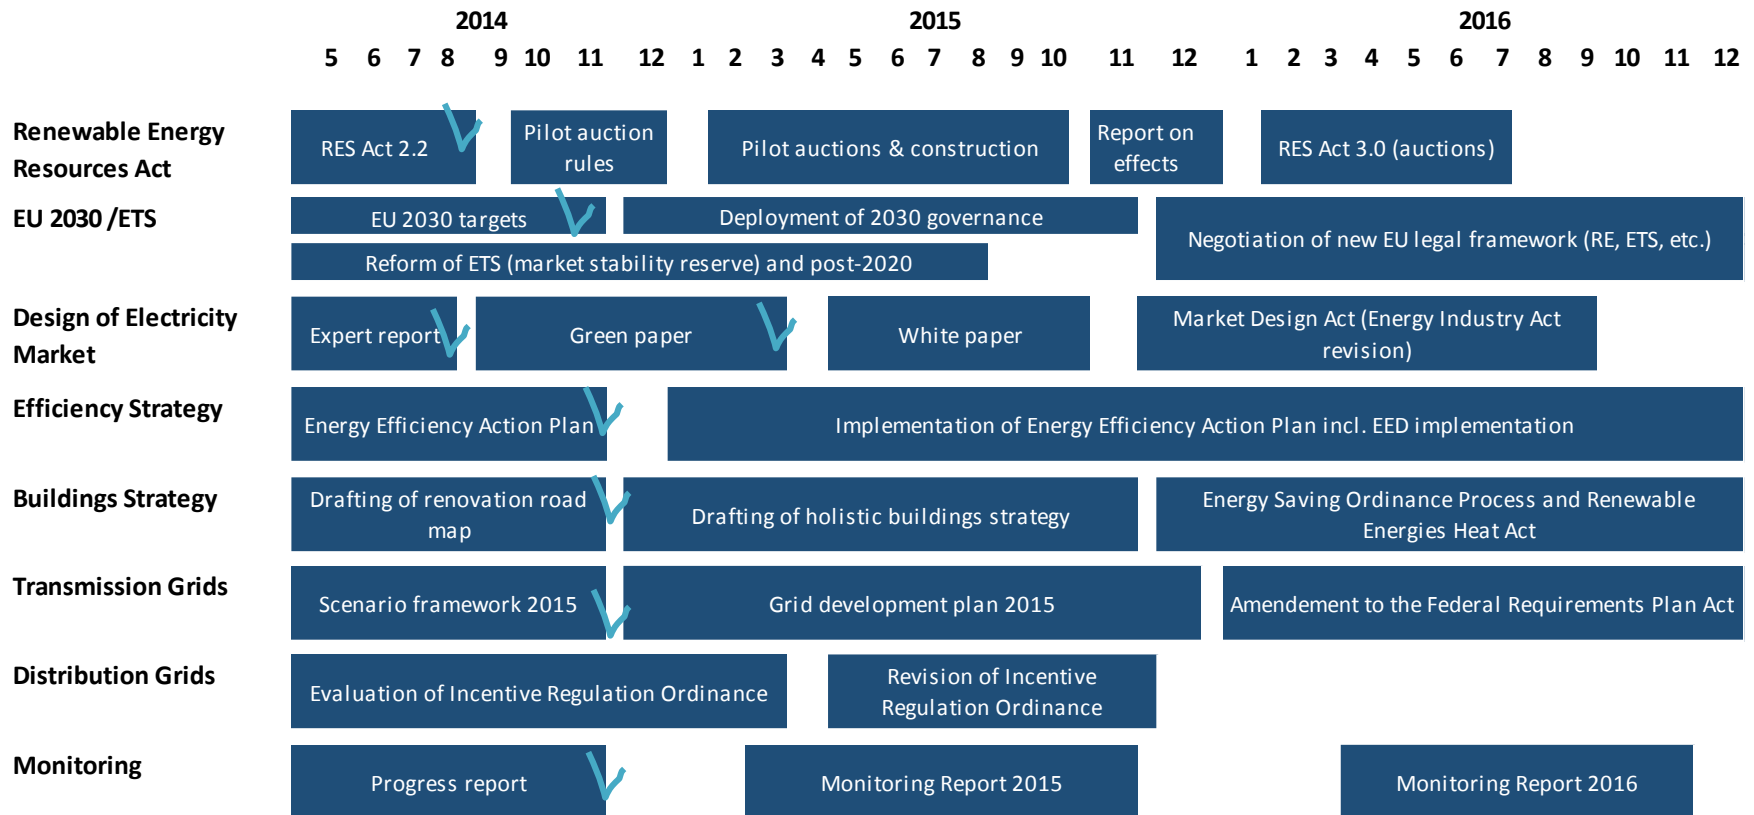 2014 2015 2016
5 6 7 8 9 10 11 12 1 2 3 4 5 6 7 8 9 10 11 12 1 2 3 4 5 6 7 8 9 10 11 12
Renewable Energy
Resources Act
RES Act 2.2
Pilot auction
rules
Pilot auctions & construction
Report on
effects
RES Act 3.0 (auctions)
EU 2030 /ETS
EU 2030 targets
Deployment of 2030 governance
Negotiation of new EU legal framework (RE, ETS, etc.)
Reform of ETS (market stability reserve) and post-2020
Design of Electricity
Market
Expert report
Green paper
White paper
Market Design Act (Energy Industry Act
revision)
Efficiency Strategy
Energy Efficiency Action Plan
Implementation of Energy Efficiency Action Plan incl. EED implementation
Buildings Strategy
Drafting of renovation road
map
Drafting of holistic buildings strategy
Energy Saving Ordinance Process and Renewable
Energies Heat Act
Transmission Grids
Scenario framework 2015
Grid development plan 2015
Amendement to the Federal Requirements Plan Act
Distribution Grids
Evaluation of Incentive Regulation Ordinance
Revision of Incentive
Regulation Ordinance
Monitoring
Progress report
Monitoring Report 2015
Monitoring Report 2016